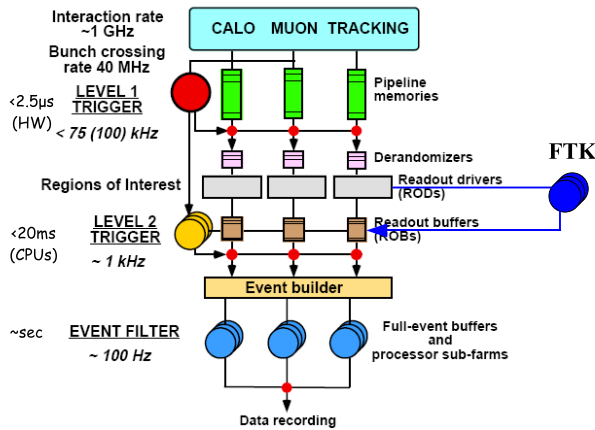 Interaction rate
~1 GHz
CALO MUON TRACKING
Bunch crossing
rate 40 MHz
<2.5µs
(HW)
LEVEL 1
TRIGGER
< 75 (100) kHz
Pipeline
memories
Derandomizers
FTK
Regions of Interest
Readout drivers
(RODs)
<20ms
(CPUs)
LEVEL 2
TRIGGER
~ 1 kHz
Readout buffers
(ROBs)
Event builder
~sec
EVENT FILTER
~ 100 Hz
Full-event buffers
and
processor sub-farms
Data recording